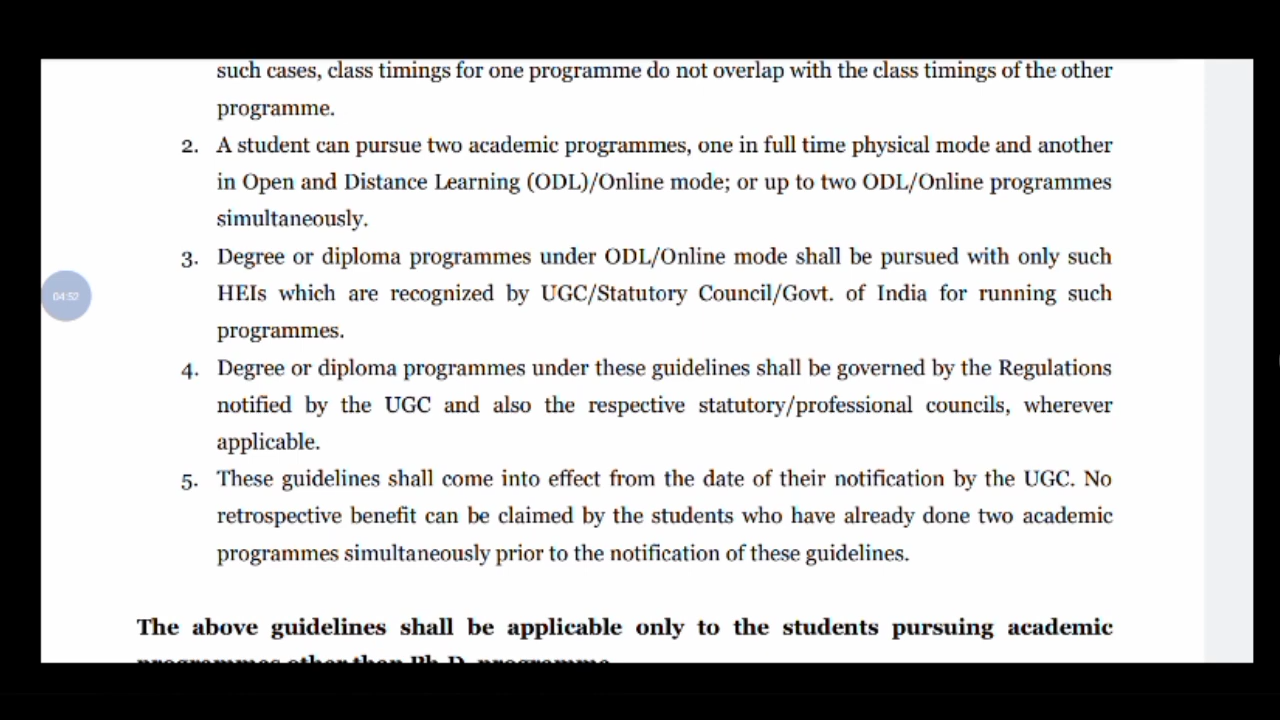 such cases, class timings for one programme do not overlap with the class timings of the other
programme.
2. A student can pursue two academic programmes, one in full time physical mode and another
in Open and Distance Learning (ODL)/Online mode; or up to two ODL/Online programmes
simultaneously.
3. Degree or diploma programmes under ODL/Online mode shall be pursued with only such
HEIs which are recognized by UGC/Statutory Council/Govt. of India for running such
programmes.
04:52
4. Degree or diploma programmes under these guidelines shall be governed by the Regulations
notified by the UGC and also the respective statutory/professional councils, wherever
applicable.
5. These guidelines shall come into effect from the date of their notification by the UGC. No
retrospective benefit can be claimed by the students who have already done two academic
programmes simultaneously prior to the notification of these guidelines.
The above guidelines shall be applicable only to the students pursuing academic
programmes other than Ph.D. programme